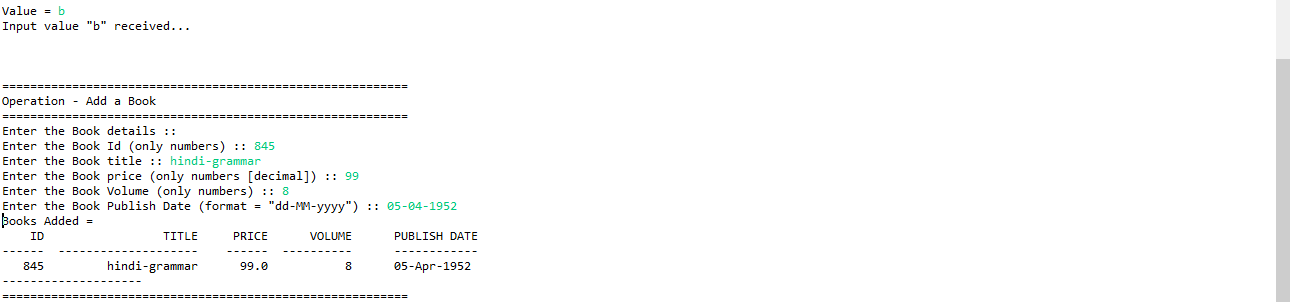 Value = b
Input value "b" received...
==========================================================
Operation - Add a Book
==========================================================
Enter the Book details ::
Enter the Book Id (only numbers) :: 845
Enter the Book title :: hindi-grammar
Enter the Book price (only numbers [decimal]) :: 99
Enter the Book Volume (only numbers) :: 8
Enter the Book Publish Date (format = "dd-MM-yyyy") :: 05-04-1952
Books Added =
    ID                 TITLE     PRICE      VOLUME      PUBLISH DATE
------  --------------------    ------  ----------      ------------
   845         hindi-grammar      99.0           8      05-Apr-1952
--------------------
==========================================================